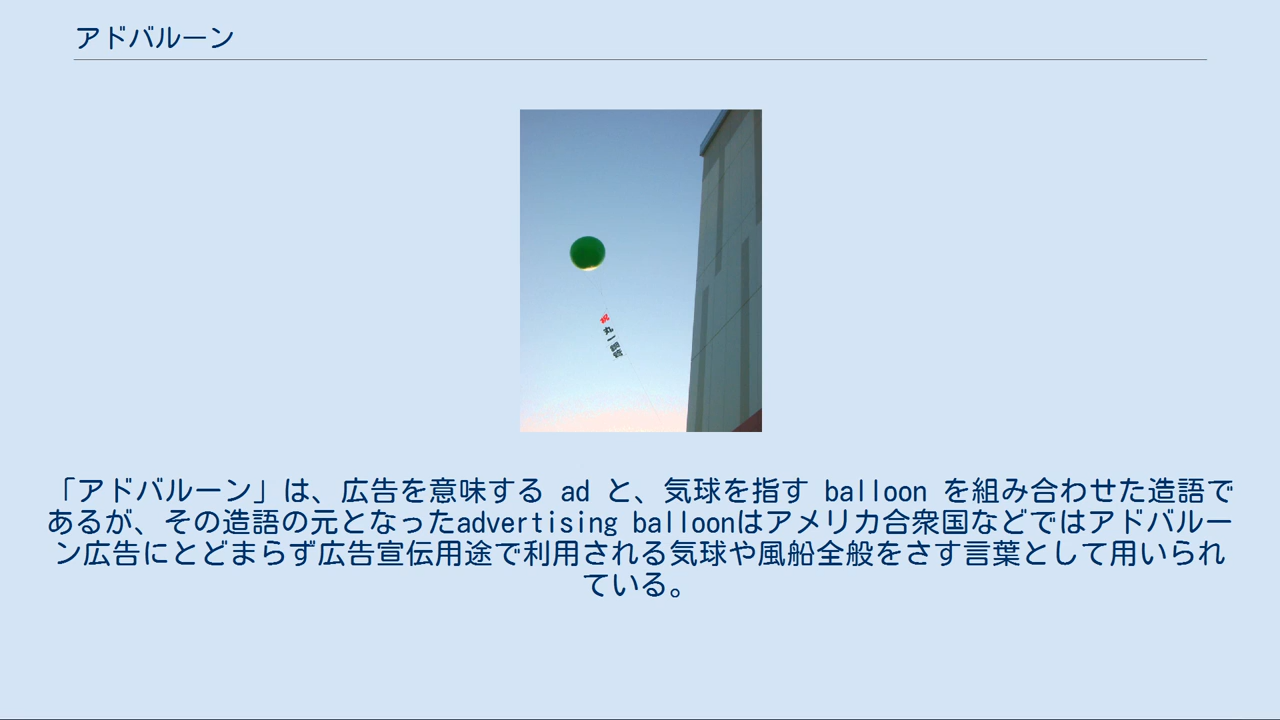 アドバルーン
祝
丸一
「アドバルーン」は、広告を意味する ad と、気球を指す balloon を組み合わせた造語で
あるが、その造語の元となったadvertising balloonはアメリカ合衆国などではアドバルー
ン広告にとどまらず広告宣伝用途で利用される気球や風船全般をさす言葉として用いられ
ている。